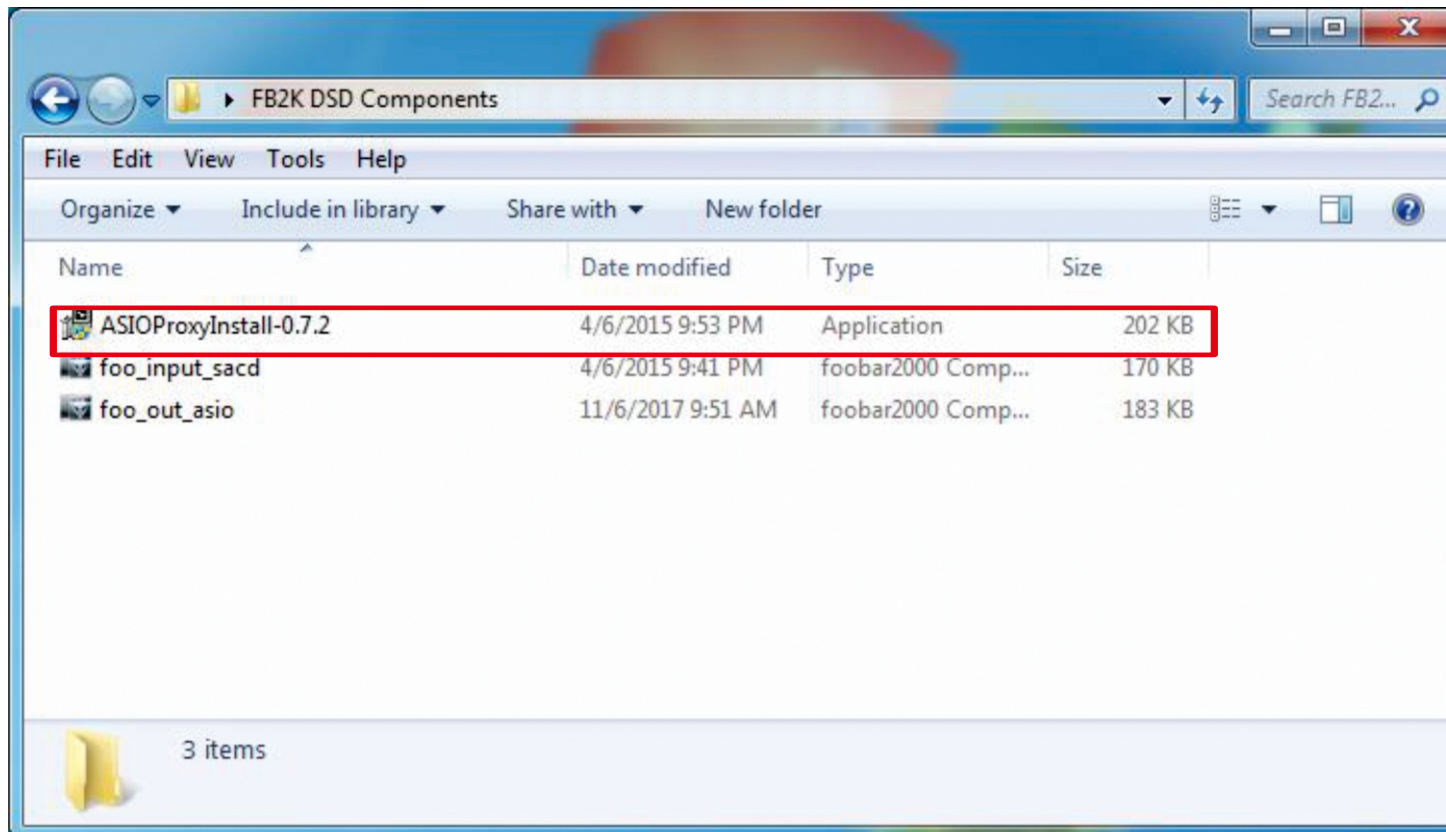 FB2K DSD Components
Search FB2...
File Edit View Tools Help
Organize Include in library Share with New folder
Name Date modified Type Size
ASIOProxyInstall-0.7.2 4/6/2015 9:53 PM Application 202 KB
foo_input_sacd 4/6/2015 9:41 PM foobar2000 Comp... 170 KB
foo_out_asio 11/6/2017 9:51 AM foobar2000 Comp... 183 KB
3 items